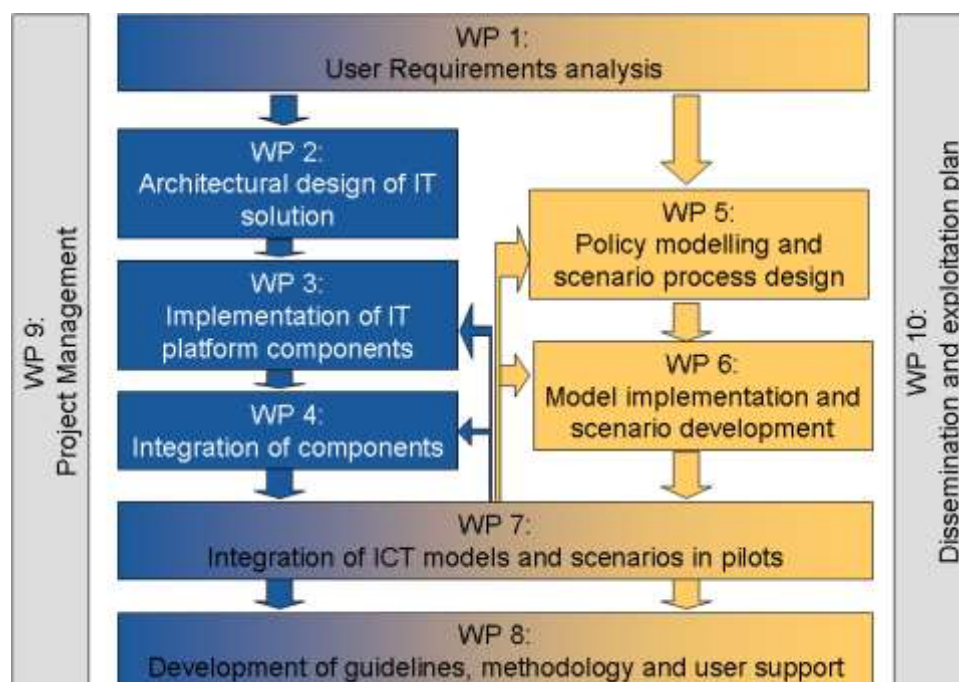 WP 1:
User Requirements analysis
WP 2:
Architectural design of IT
solution
WP 3:
Implementation of IT
platform components
WP 4:
Integration of components
WP 5:
Policy modelling and
scenario process design
WP 6:
Model implementation and
scenario development
WP 7:
Integration of ICT models and scenarios in pilots
WP 8:
Development of guidelines, methodology and user support
WP 9:
Project Management
WP 10:
Dissemination and exploitation plan